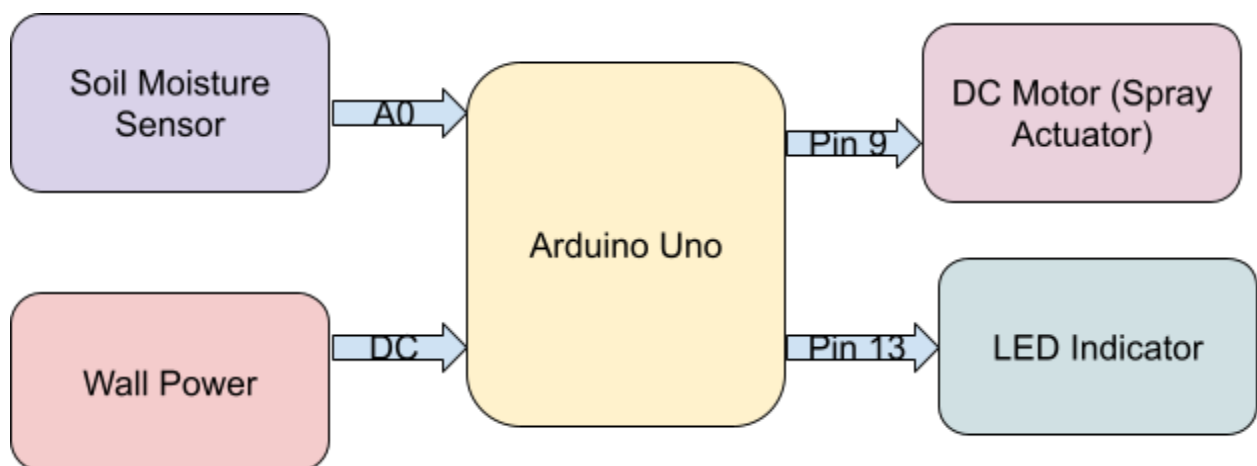 Soil Moisture
Sensor
A0
Arduino Uno
Pin 9
DC Motor (Spray
Actuator)
Wall Power
DC
Pin 13
LED Indicator